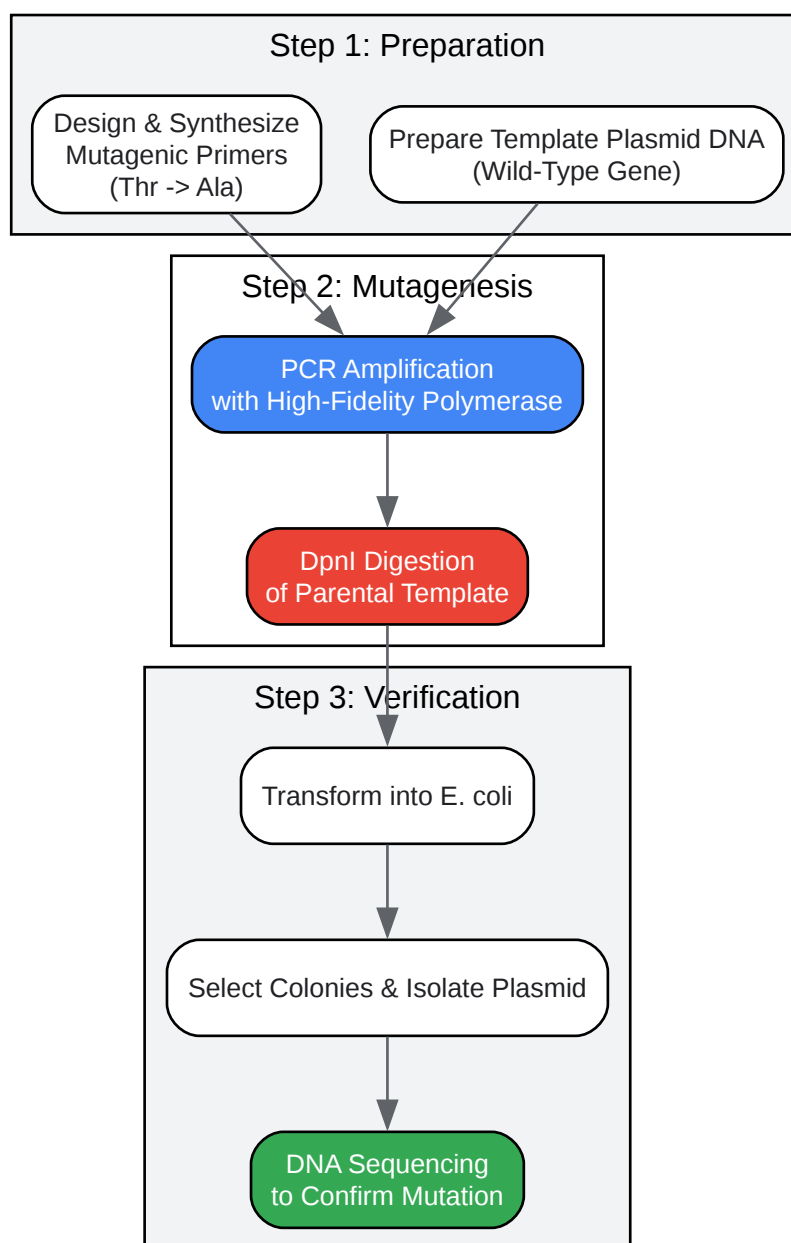 Step 1: Preparation
Design & Synthesize
Mutagenic Primers
(Thr -> Ala)
Prepare Template Plasmid DNA
(Wild-Type Gene)
Step 2: Mutagenesis
PCR Amplification
with High-Fidelity Polymerase
DpnI Digestion
of Parental Template
Step 3: Verification
Transform into E. coli
Select Colonies & Isolate Plasmid
DNA Sequencing
to Confirm Mutation